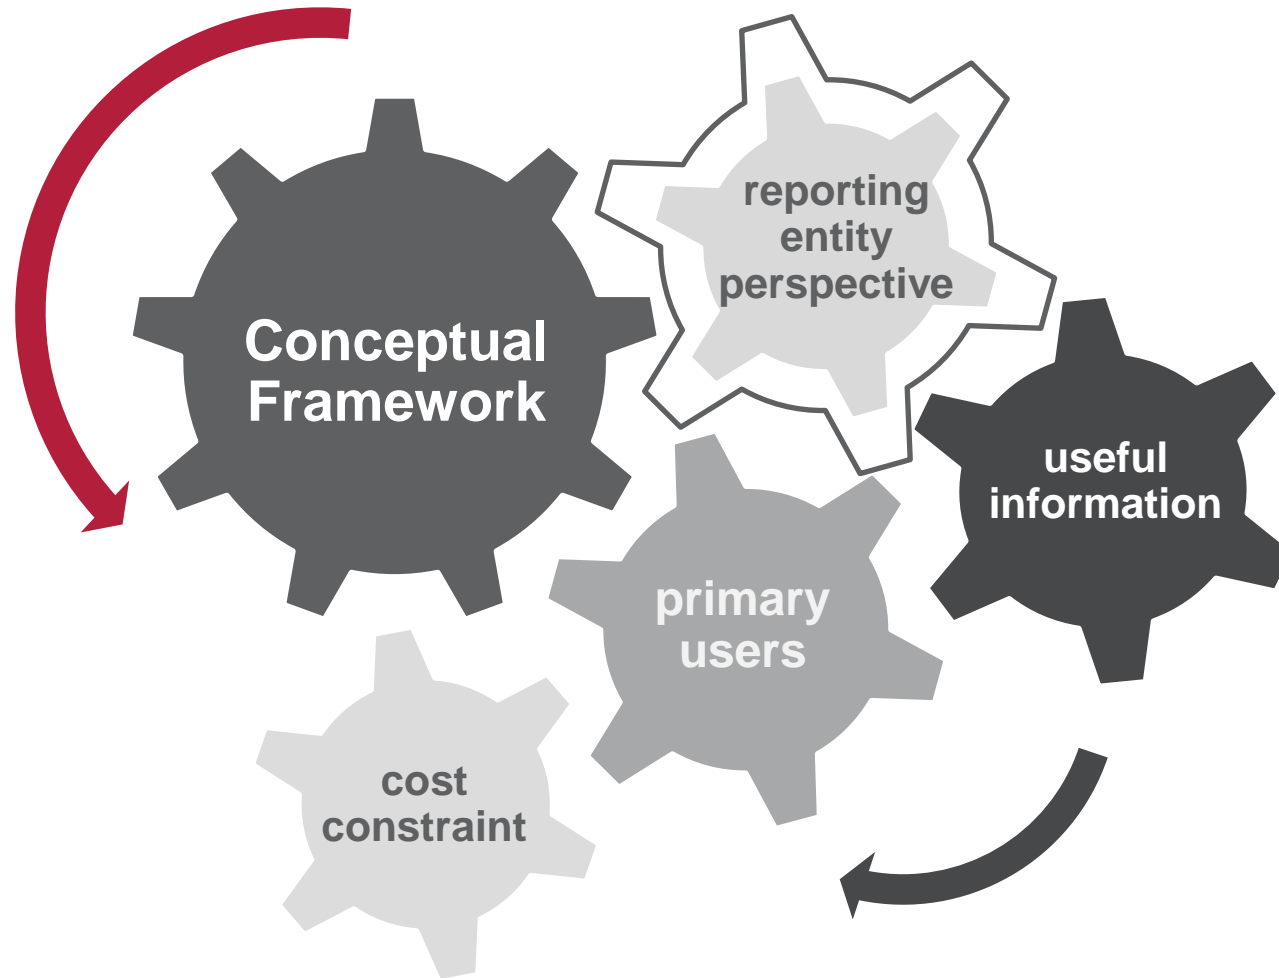 reporting
entity
perspective
Conceptual
Framework
useful
information
primary
users
cost
constraint